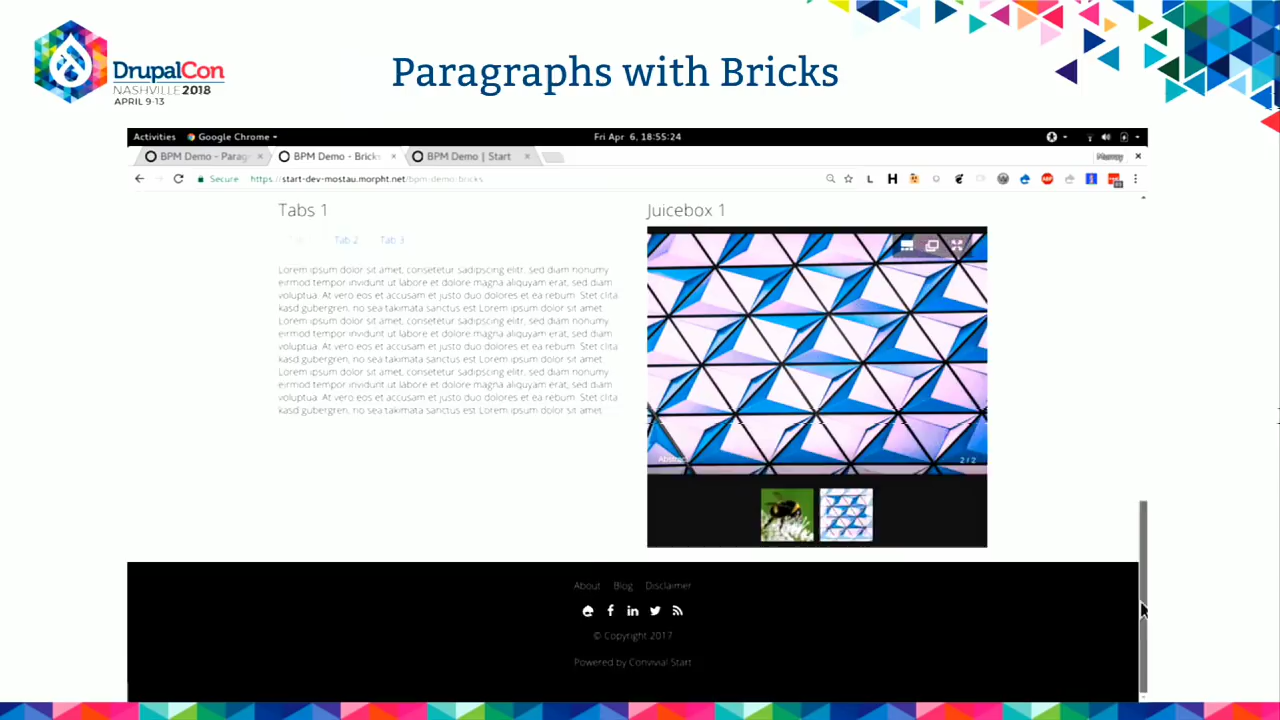 DrupalCon
NASHVILLE 2018
APRIL 9-13
Paragraphs with Bricks
Activities Google Chrome Fri Apr 6, 18:55:24
BPM Demo - Parag BPM Demo - Bricks BPM Demo | Start
Secure https://start-dev-mostau.morpht.net/bpm-demo-bricks
Tabs 1
Tab 2 Tab 3
Lorem ipsum dolor sit amet, consetetur sadipscing elitr, sed diam nonumy
eirmod tempor invidunt ut labore et dolore magna aliquyam erat, sed diam
voluptua. At vero eos et accusam et justo duo dolores et ea rebum. Stet clita
kasd gubergren, no sea takimata sanctus est Lorem ipsum dolor sit amet.
Lorem ipsum dolor sit amet, consetetur sadipscing elitr, sed diam nonumy
eirmod tempor invidunt ut labore et dolore magna aliquyam erat, sed diam
voluptua. At vero eos et accusam et justo duo dolores et ea rebum. Stet clita
kasd gubergren, no sea takimata sanctus est Lorem ipsum dolor sit amet.
Lorem ipsum dolor sit amet, consetetur sadipscing elitr, sed diam nonumy
eirmod tempor invidunt ut labore et dolore magna aliquyam erat, sed diam
voluptua. At vero eos et accusam et justo duo dolores et ea rebum. Stet clita
kasd gubergren, no sea takimata sanctus est Lorem ipsum dolor sit amet.
Juicebox 1
Abstract
2 / 2
About Blog Disclaimer
© Copyright 2017
Powered by Convivial Start